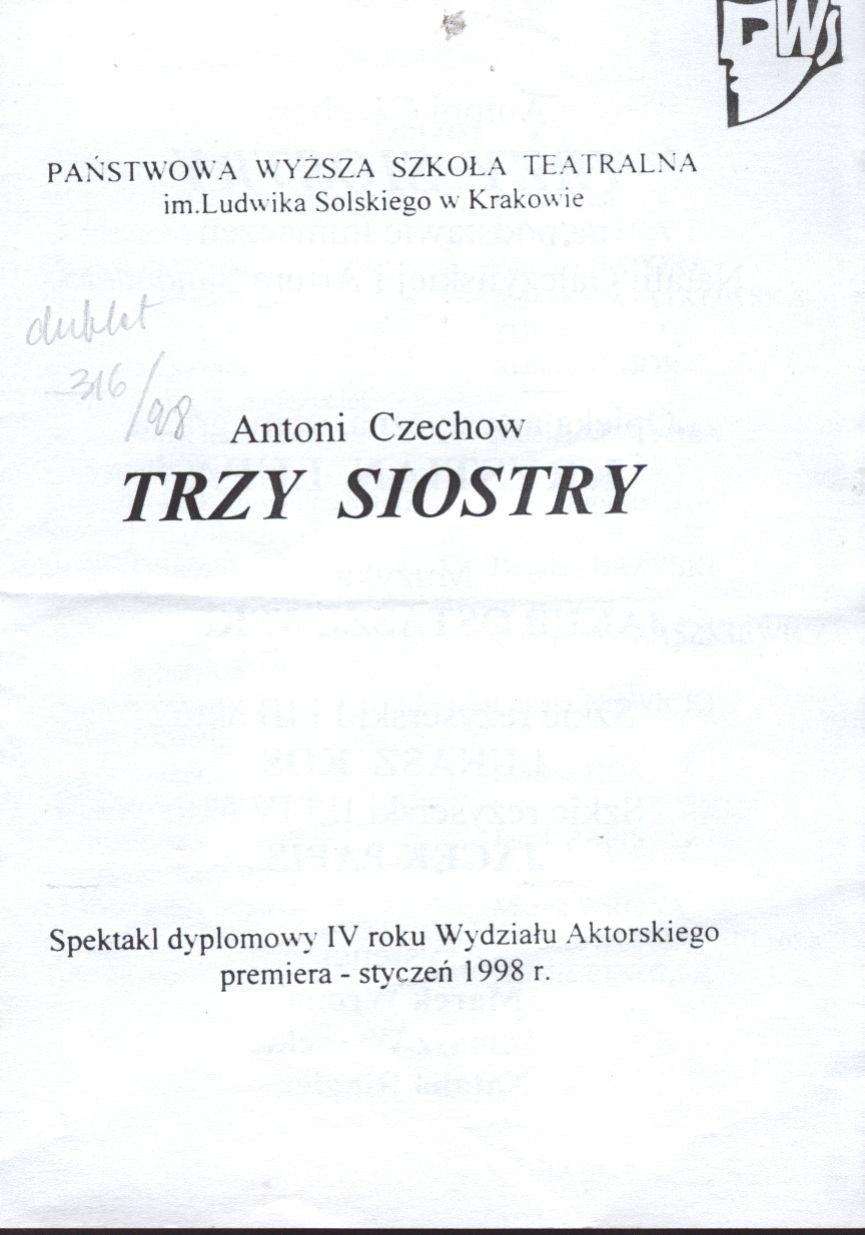 PWS
PAŃSTWOWA WYŻSZA SZKOŁA TEATRALNA
im.Ludwika Solskiego w Krakowie
dublet
316/98
Antoni Czechow
TRZY SIOSTRY
Spektakl dyplomowy IV roku Wydziału Aktorskiego
premiera - styczeń 1998 r.